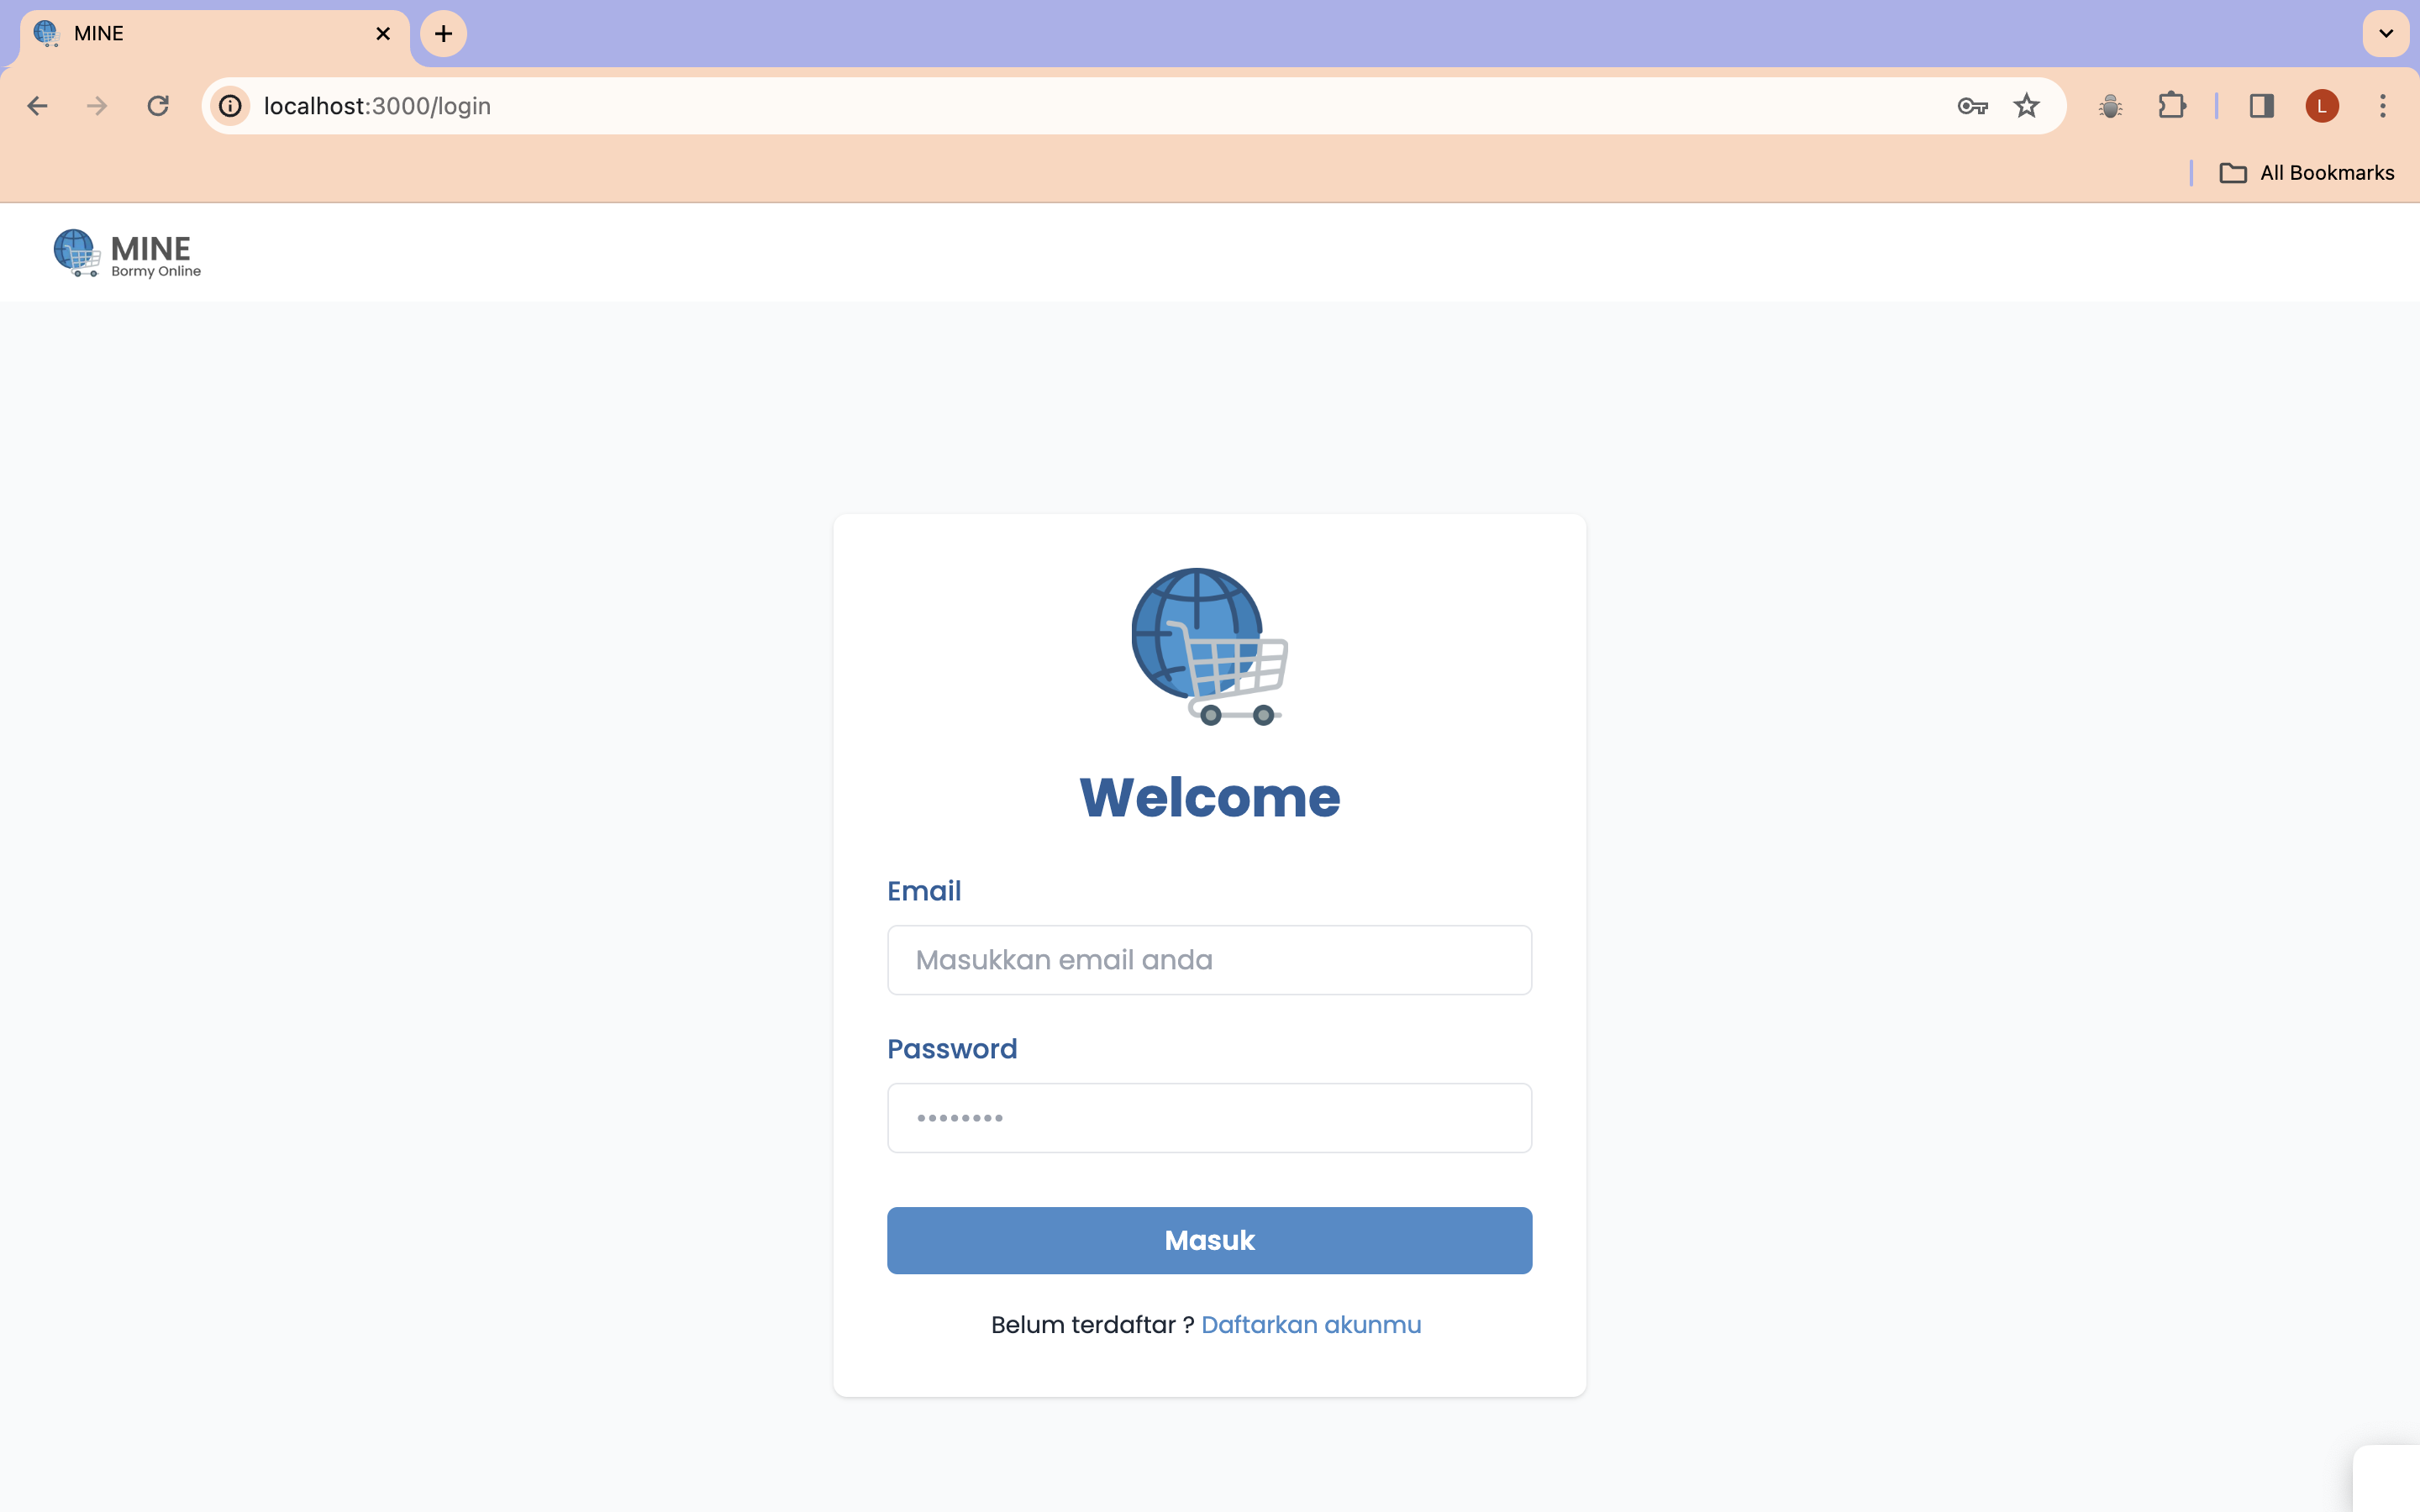 MINE
localhost:3000/login
L
All Bookmarks
MINE
Bormy Online
Welcome
Email
Masukkan email anda
Password
••••••••
Masuk
Belum terdaftar ? Daftarkan akunmu